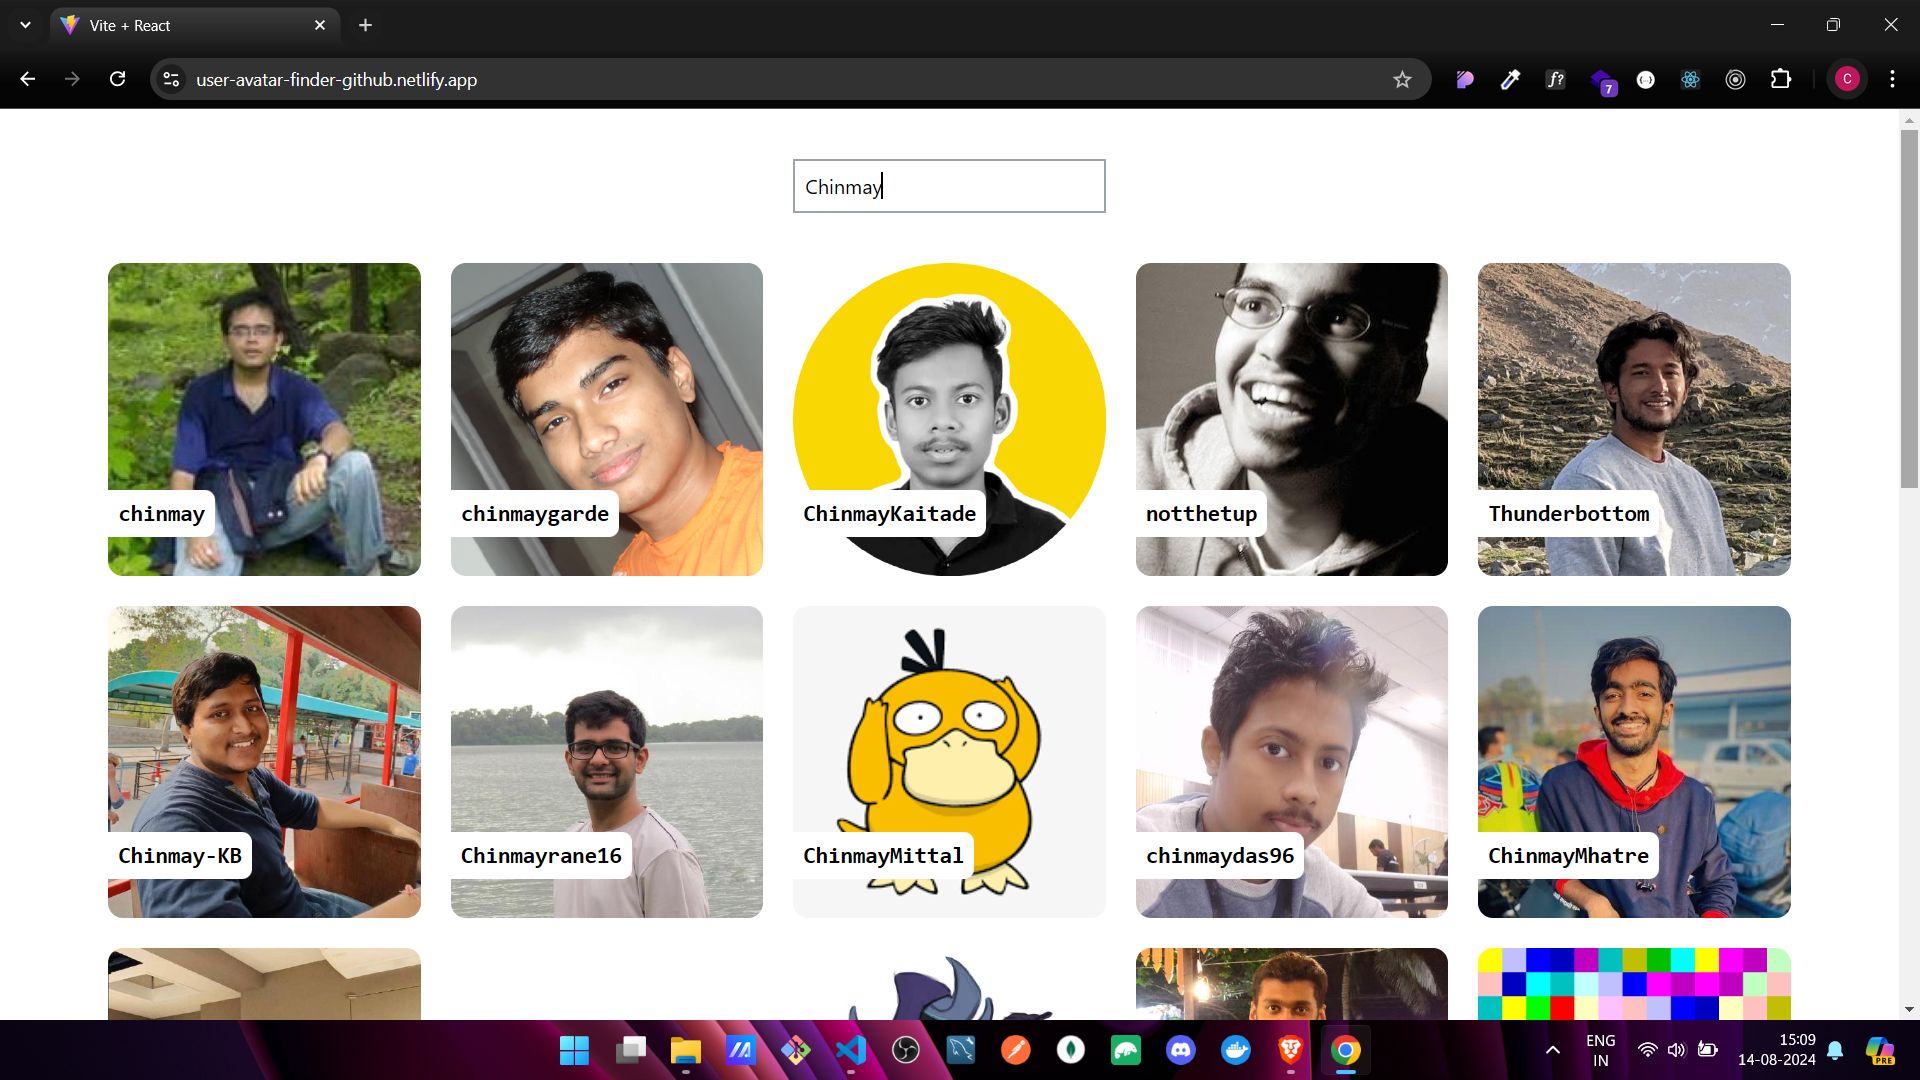 Vite + React
user-avatar-finder-github.netlify.app
f?
7
C
Chinmay
chinmay
chinmaygarde
ChinmayKaitade
notthetup
Thunderbottom
Chinmay-KB
Chinmayrane16
ChinmayMittal
chinmaydas96
ChinmayMhatre
ENG
IN
15:09
14-08-2024
PRE